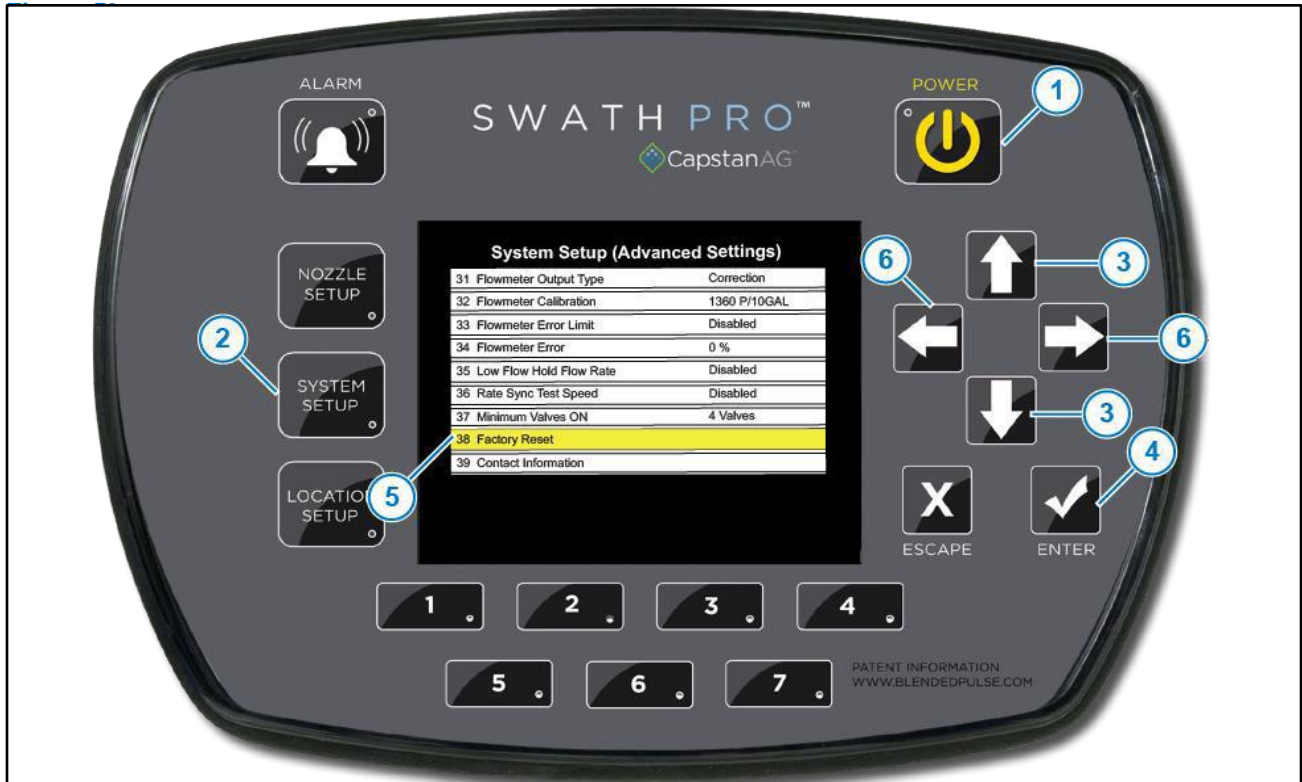 ALARM
POWER
1
SWATH PRO™
CapstanAG™
System Setup (Advanced Settings)
31 Flowmeter Output Type Correction
32 Flowmeter Calibration 1360 P/10GAL
33 Flowmeter Error Limit Disabled
34 Flowmeter Error 0 %
35 Low Flow Hold Flow Rate Disabled
36 Rate Sync Test Speed Disabled
37 Minimum Valves ON 4 Valves
38 Factory Reset
39 Contact Information
NOZZLE
SETUP
2
SYSTEM
SETUP
LOCATION
SETUP
5
6
3
6
3
4
X
ESCAPE
ENTER
1
2
3
4
5
6
7
PATENT INFORMATION
WWW.BLENDEDPULSE.COM